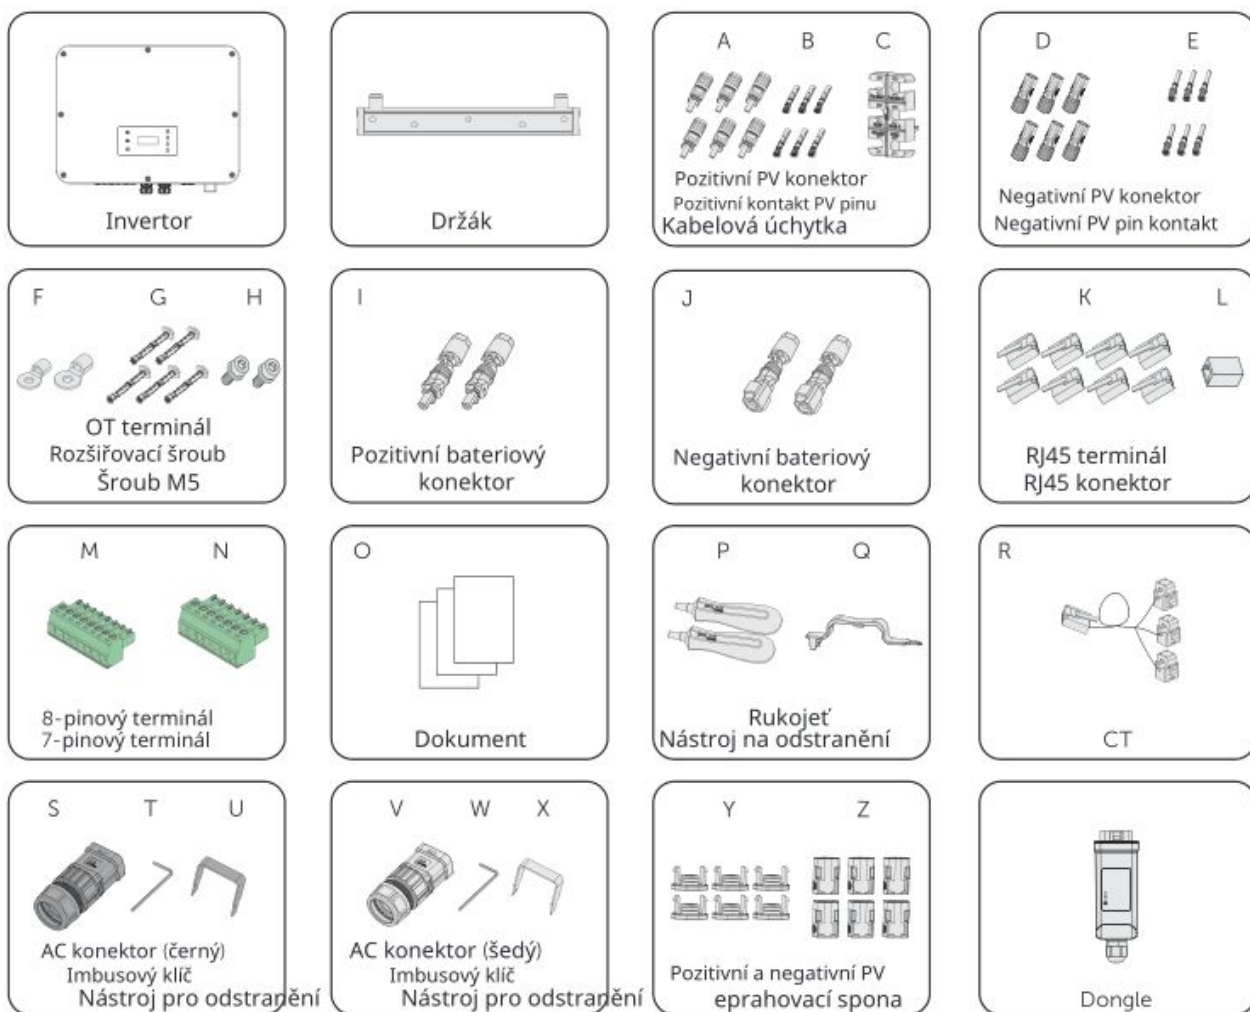 Invertor
Držák
A B C
Pozitivní PV konektor
Pozitivní kontakt PV pinu
Kabelová úchytka
D E
Negativní PV konektor
Negativní PV pin kontakt
F G H
OT terminál
Rozšiřovací šroub
Šroub M5
I
Pozitivní bateriový
konektor
J
Negativní bateriový
konektor
K L
RJ45 terminál
RJ45 konektor
M N
8-pinový terminál
7-pinový terminál
O
Dokument
P Q
Rukojeť
Nástroj na odstranění
R
CT
S T U
AC konektor (černý)
Imbusový klíč
Nástroj pro odstranění
V W X
AC konektor (šedý)
Imbusový klíč
Nástroj pro odstranění
Y Z
Pozitivní a negativní PV
eprahovací spona
Dongle